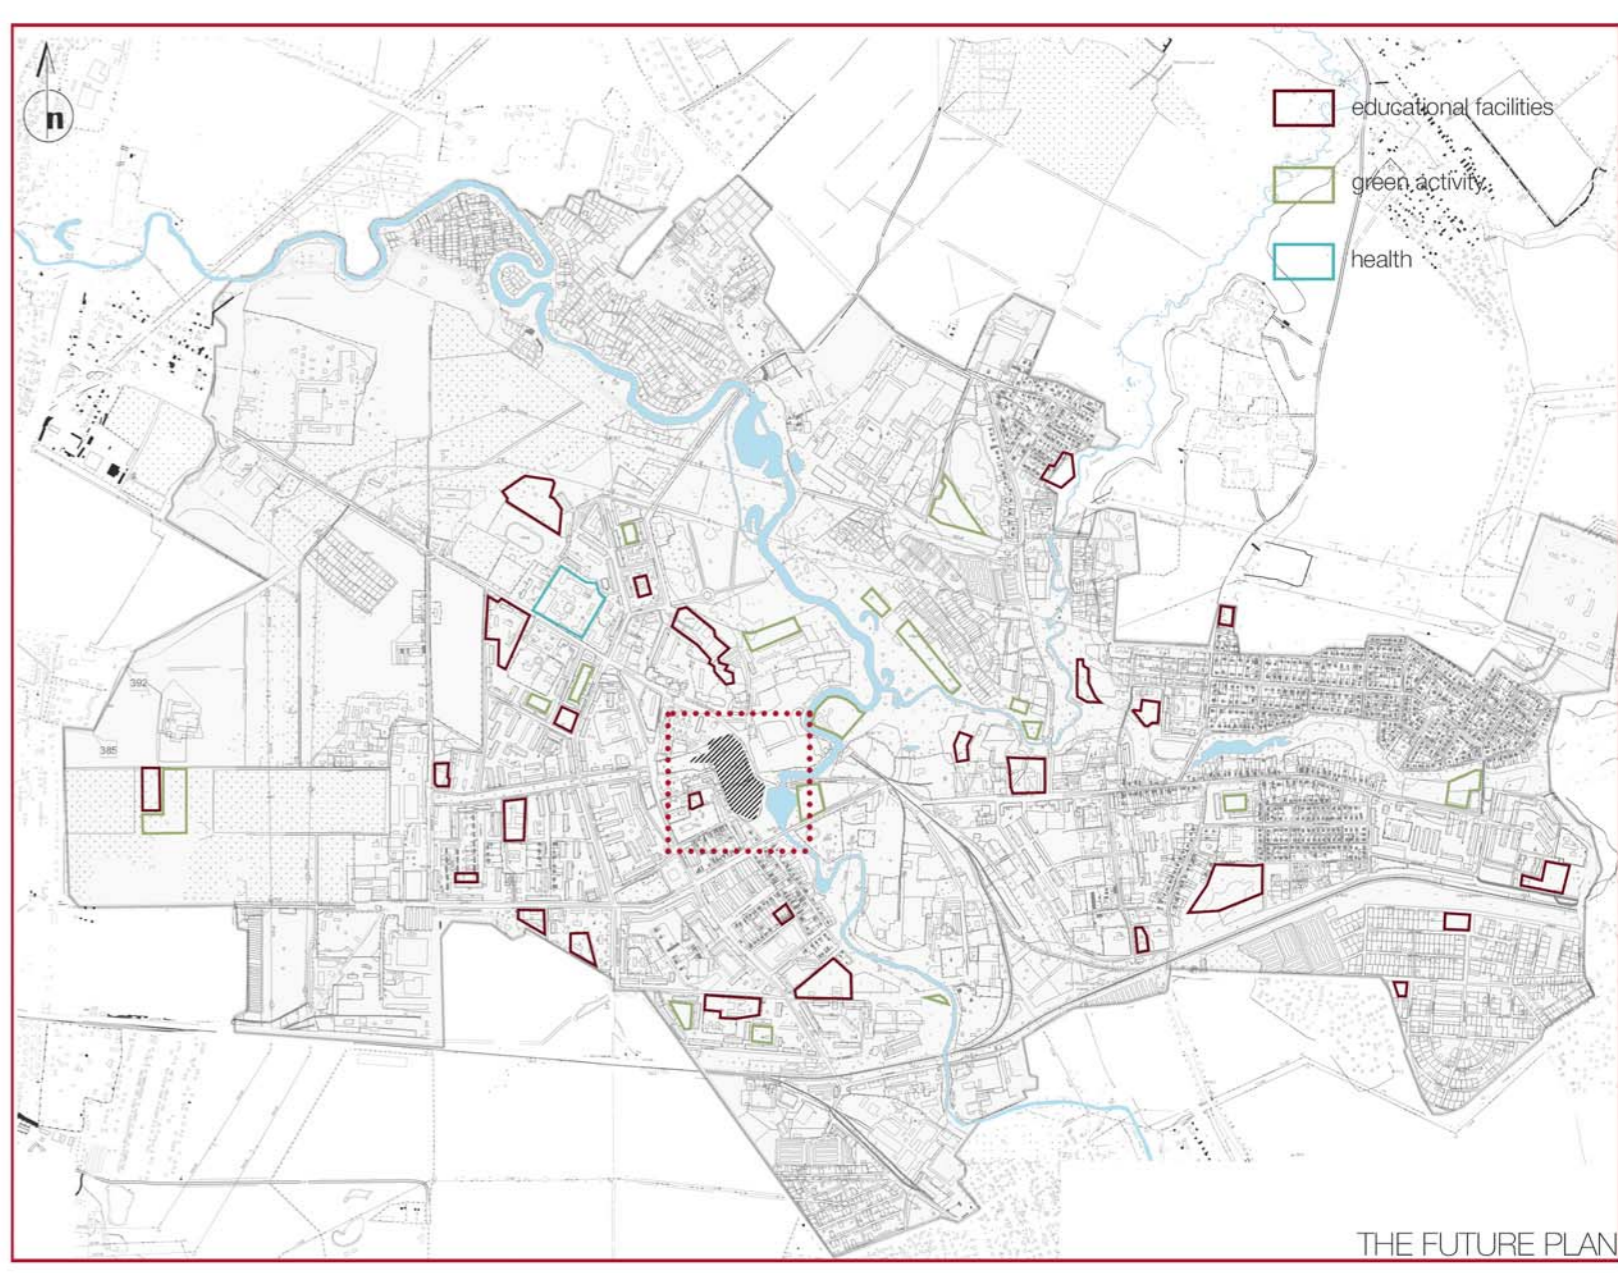 n
educational facilities
green activity
health
392
385
THE FUTURE PLAN